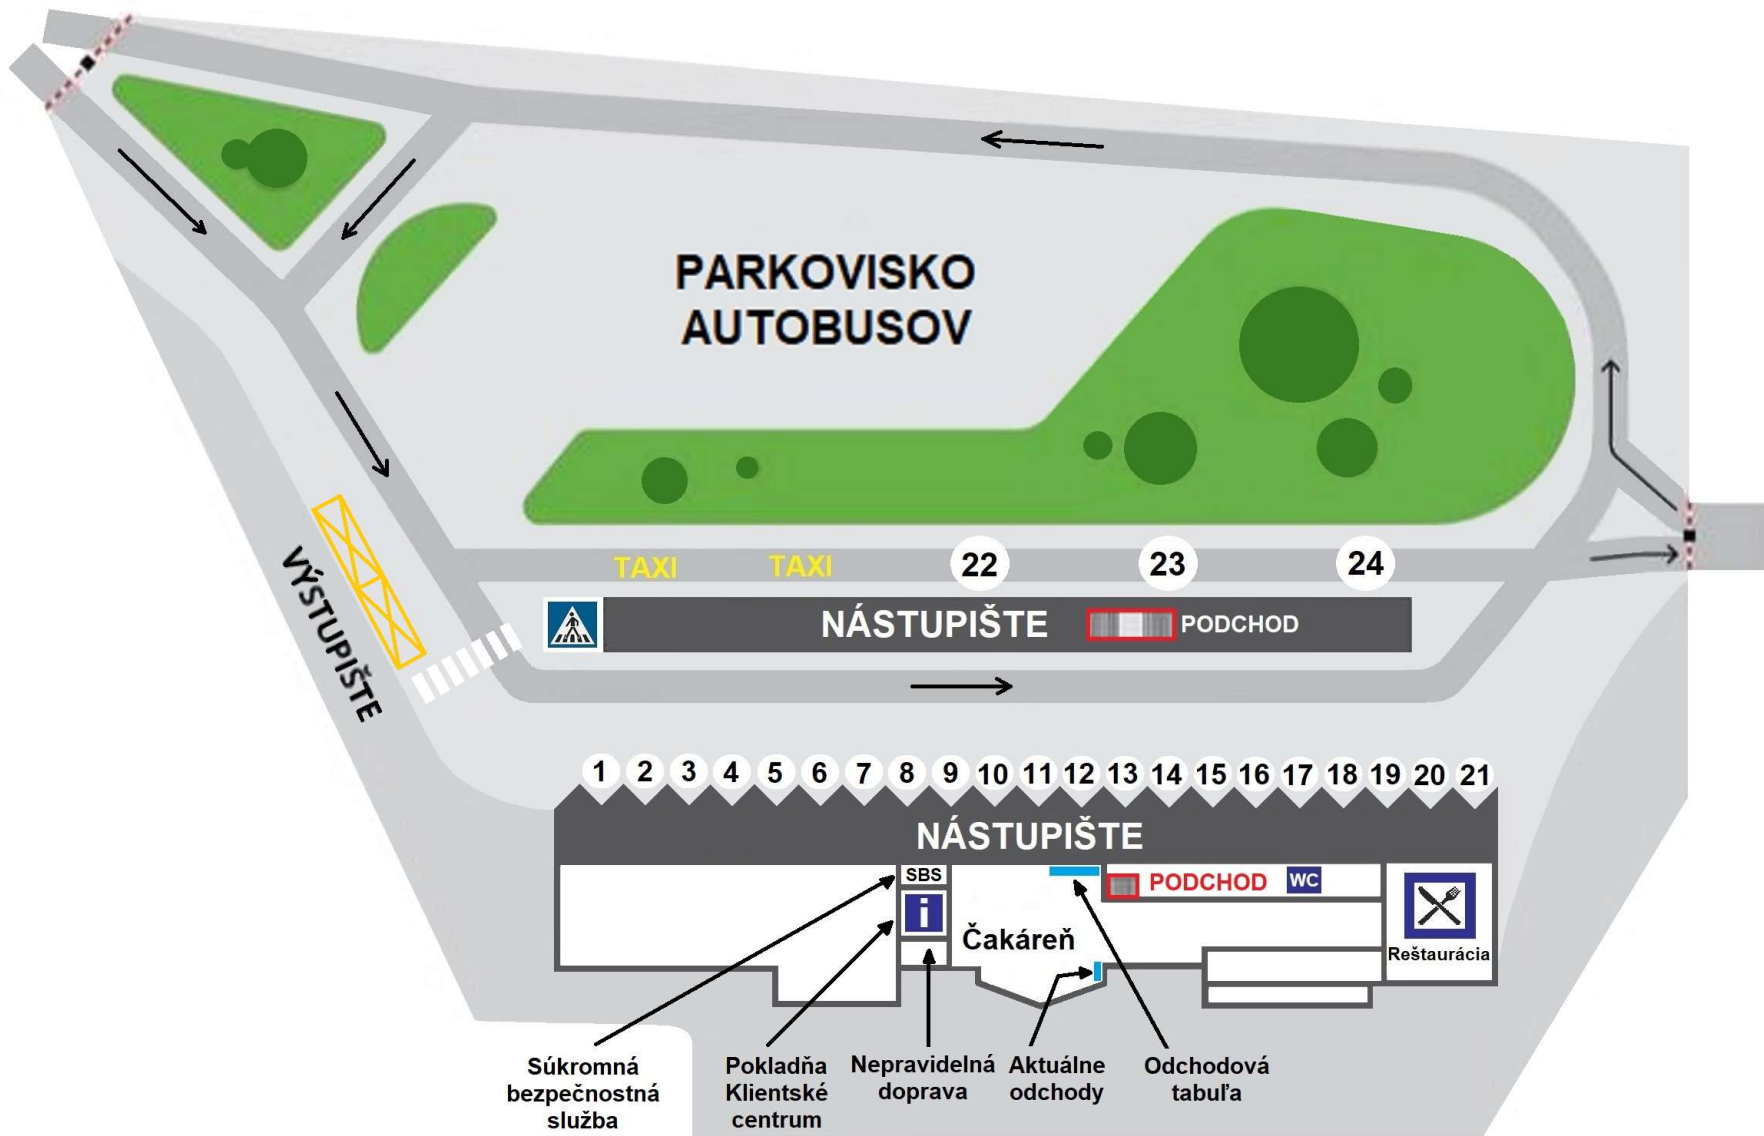 PARKOVISKO
AUTOBUSOV
TAXI TAXI 22 23 24
VÝSTUPIŠTE
NÁSTUPIŠTE PODCHOD
1 2 3 4 5 6 7 8 9 10 11 12 13 14 15 16 17 18 19 20 21
NÁSTUPIŠTE
SBS
PODCHOD WC
i
Čakáreň
Reštaurácia
Súkromná
bezpečnostná
služba
Pokladňa
Klientské
centrum
Nepravidelná
doprava
Aktuálne
odchody
Odchodová
tabuľa